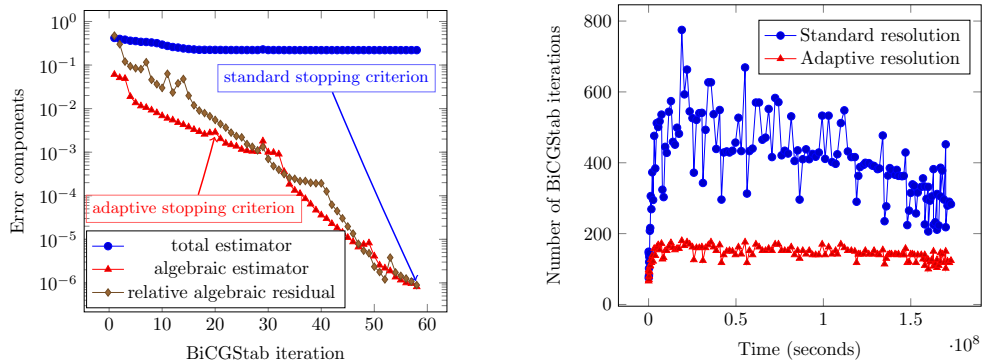 10^0
10^−1
10^−2
10^−3
10^−4
10^−5
10^−6
0
10
20
30
40
50
60
BiCGStab iteration
Error components
standard stopping criterion
adaptive stopping criterion
total estimator
algebraic estimator
relative algebraic residual
800
600
400
200
0
0
0.5
1
1.5
·10^8
Time (seconds)
Number of BiCGStab iterations
Standard resolution
Adaptive resolution